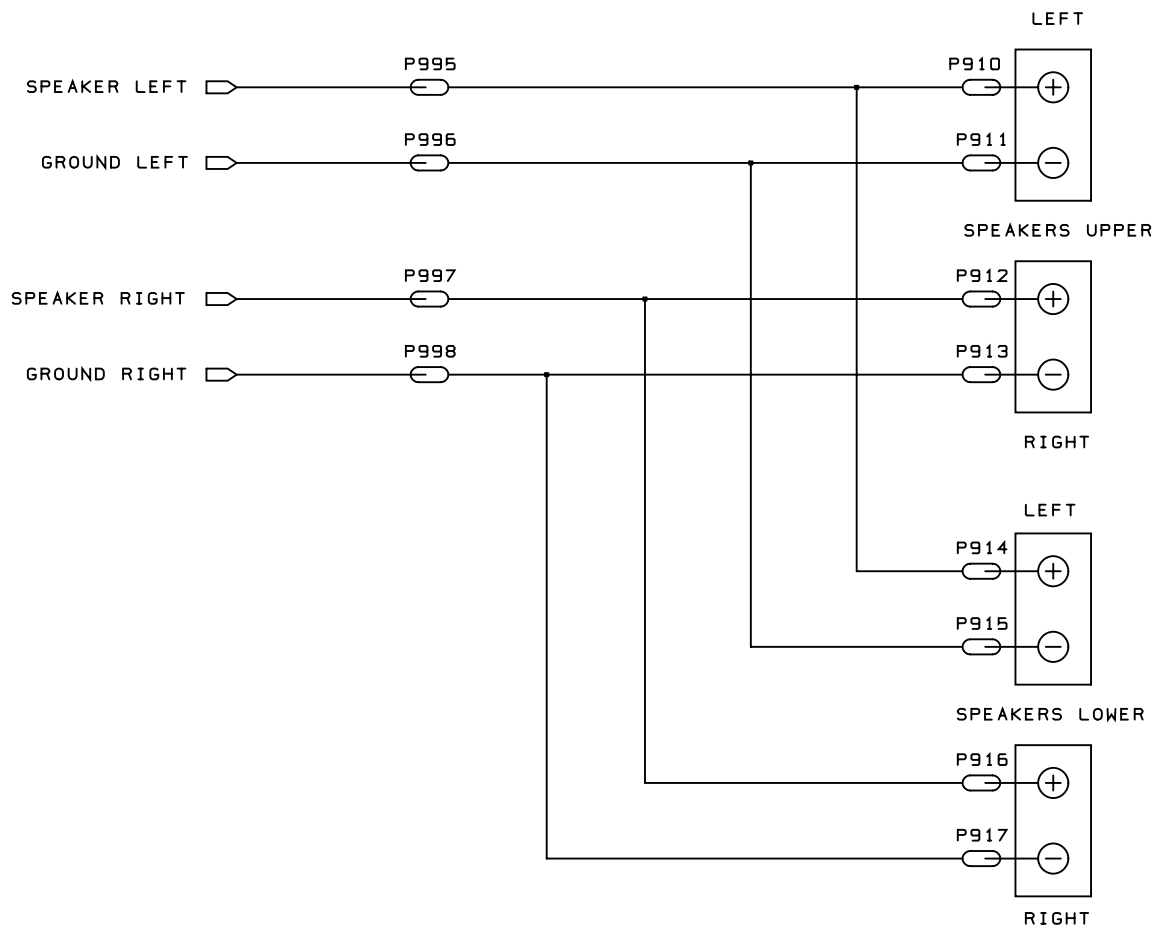 LEFT
P995
P910
SPEAKER LEFT
P996
P911
GROUND LEFT
SPEAKERS UPPER
P997
P912
SPEAKER RIGHT
P998
P913
GROUND RIGHT
RIGHT
LEFT
P914
P915
SPEAKERS LOWER
P916
P917
RIGHT